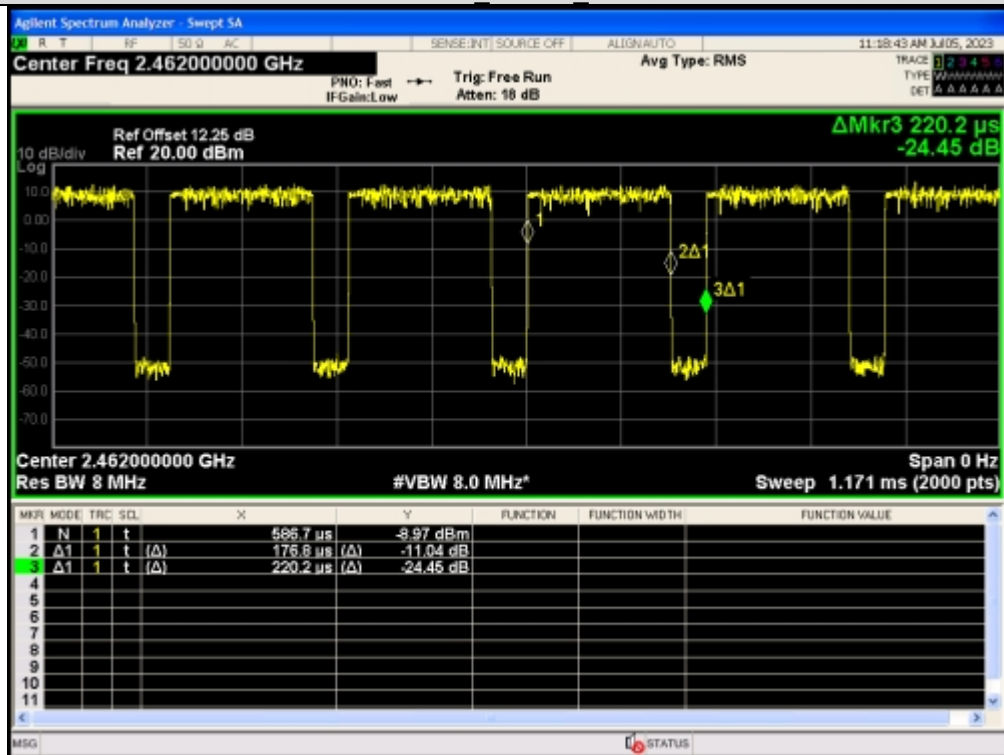 Agilent Spectrum Analyzer - Swept SA
LXI R T RF 50 Ω AC SENSE:INT SOURCE OFF ALIGNAUTO 11:18:43 AM Jul 05, 2023
Center Freq 2.462000000 GHz
PNO: Fast
IFGain:Low
Trig: Free Run
Atten: 18 dB
Avg Type: RMS
TRACE 1 2 3 4 5 6
TYPE
DET A A A A A A
ΔMkr3 220.2 µs
-24.45 dB
Ref Offset 12.25 dB
10 dB/div Ref 20.00 dBm
Log
10.0
0.00
-10.0
-20.0
-30.0
-40.0
-50.0
-60.0
-70.0
1
2Δ1
3Δ1
Center 2.462000000 GHz Span 0 Hz
Res BW 8 MHz #VBW 8.0 MHz* Sweep 1.171 ms (2000 pts)
MKR MODE TRC SCL X Y FUNCTION FUNCTION WIDTH FUNCTION VALUE
1 N 1 t 586.7 µs -8.97 dBm
2 Δ1 1 t (Δ) 176.8 µs (Δ) -11.04 dB
3 Δ1 1 t (Δ) 220.2 µs (Δ) -24.45 dB
4
5
6
7
8
9
10
11
MSG STATUS